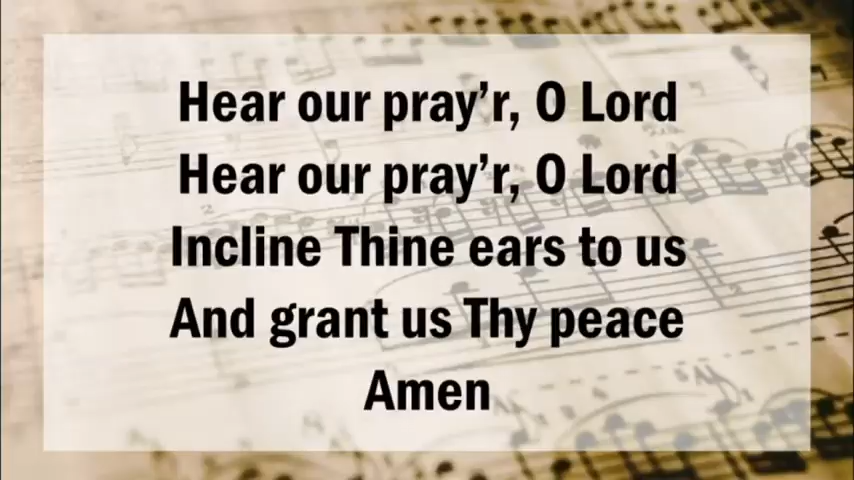 Hear our pray’r, O Lord
Hear our pray’r, O Lord
Incline Thine ears to us
And grant us Thy peace
Amen